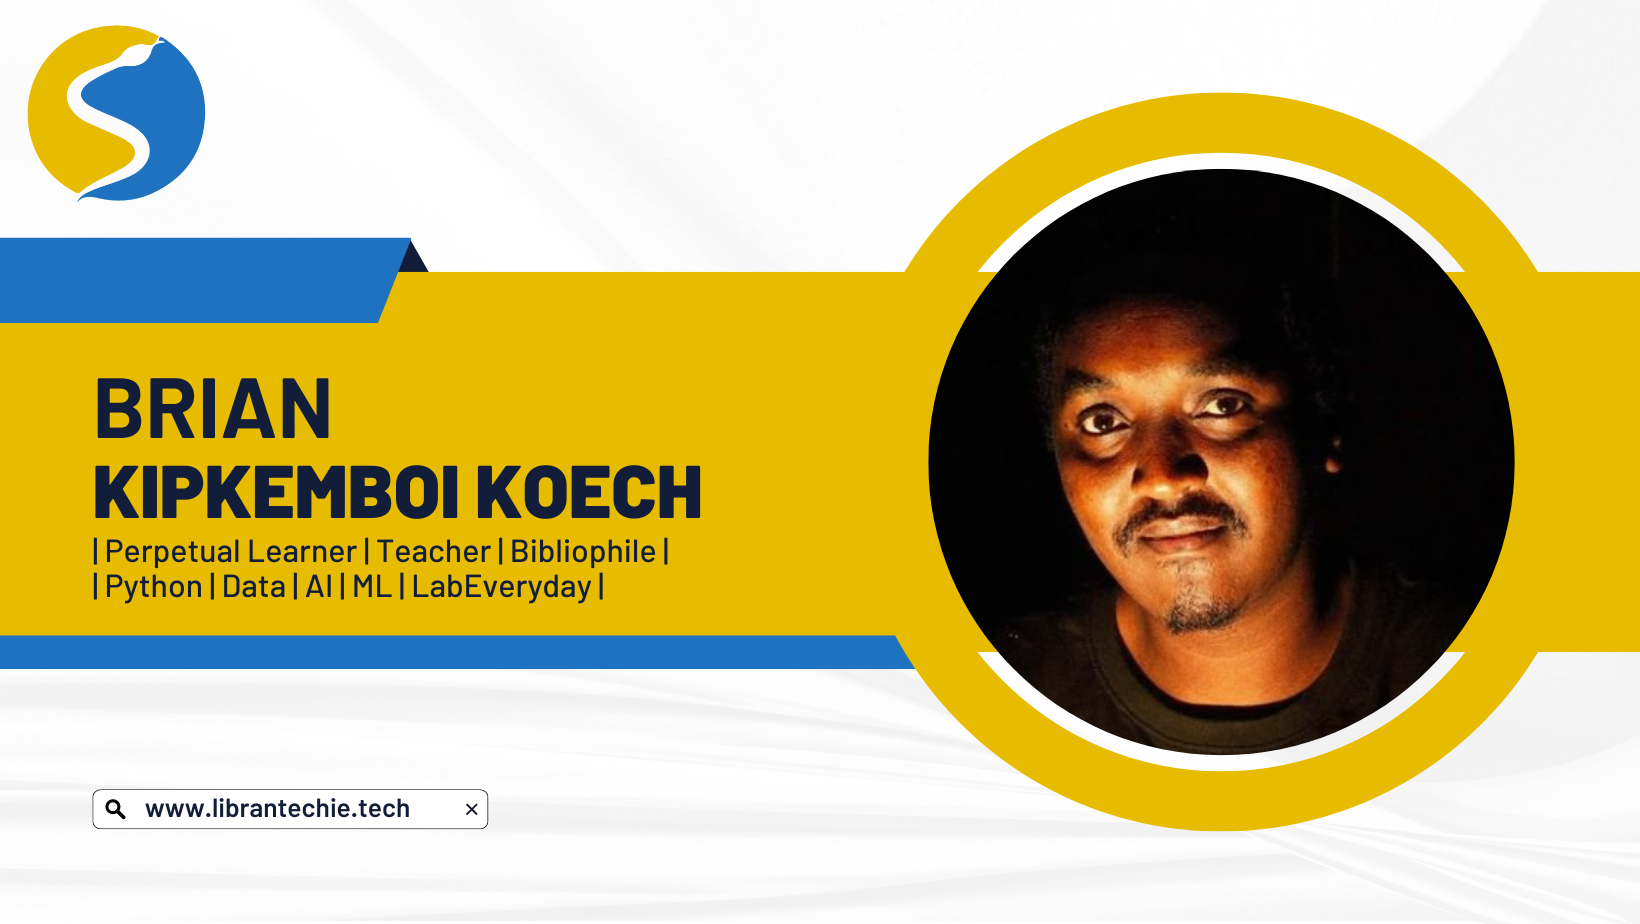 BRIAN
KIPKEMBOI KOECH
| Perpetual Learner | Teacher | Bibliophile |
| Python | Data | AI | ML | LabEveryday |
www.librantechie.tech